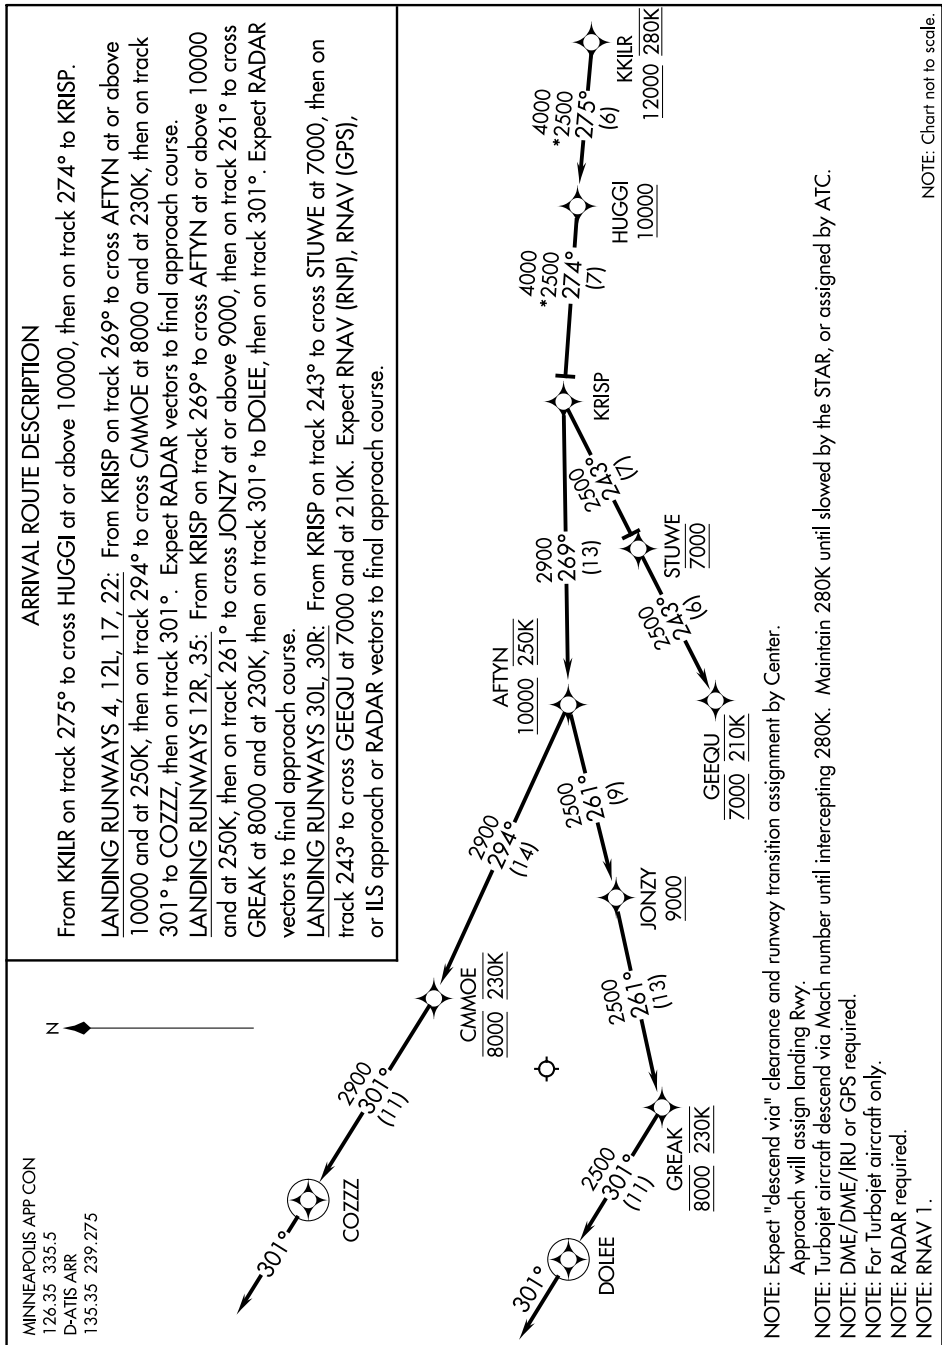 MINNEAPOLIS APP CON
126.35 335.5
D-ATIS ARR
135.35 239.275
N
ARRIVAL ROUTE DESCRIPTION
From KKILR on track 275° to cross HUGGI at or above 10000, then on track 274° to KRISP.
LANDING RUNWAYS 4, 12L, 17, 22: From KRISP on track 269° to cross AFTYN at or above
10000 and at 250K, then on track 294° to cross CMMOE at 8000 and at 230K, then on track
301° to COZZZ, then on track 301°. Expect RADAR vectors to final approach course.
LANDING RUNWAYS 12R, 35: From KRISP on track 269° to cross AFTYN at or above 10000
and at 250K, then on track 261° to cross JONZY at or above 9000, then on track 261° to cross
GREAK at 8000 and at 230K, then on track 301° to DOLEE, then on track 301°. Expect RADAR
vectors to final approach course.
LANDING RUNWAYS 30L, 30R: From KRISP on track 243° to cross STUWE at 7000, then on
track 243° to cross GEEQU at 7000 and at 210K. Expect RNAV (RNP), RNAV (GPS),
or ILS approach or RADAR vectors to final approach course.
301°
COZZZ
2900
301°
(11)
CMMOE
8000 230K
2900
294°
(14)
AFTYN
10000 250K
2900
269°
(13)
KRISP
4000
*2500
274°
(7)
HUGGI
10000
4000
*2500
275°
(6)
KKILR
12000 280K
301°
DOLEE
2500
301°
(11)
GREAK
8000 230K
2500
261°
(13)
JONZY
9000
2500
261°
(9)
GEEQU
7000 210K
2500
243°
(6)
STUWE
7000
2500
243°
(7)
NOTE: Expect "descend via" clearance and runway transition assignment by Center.
Approach will assign landing Rwy.
NOTE: Turbojet aircraft descend via Mach number until intercepting 280K. Maintain 280K until slowed by the STAR, or assigned by ATC.
NOTE: DME/DME/IRU or GPS required.
NOTE: For Turbojet aircraft only.
NOTE: RADAR required.
NOTE: RNAV 1.
NOTE: Chart not to scale.